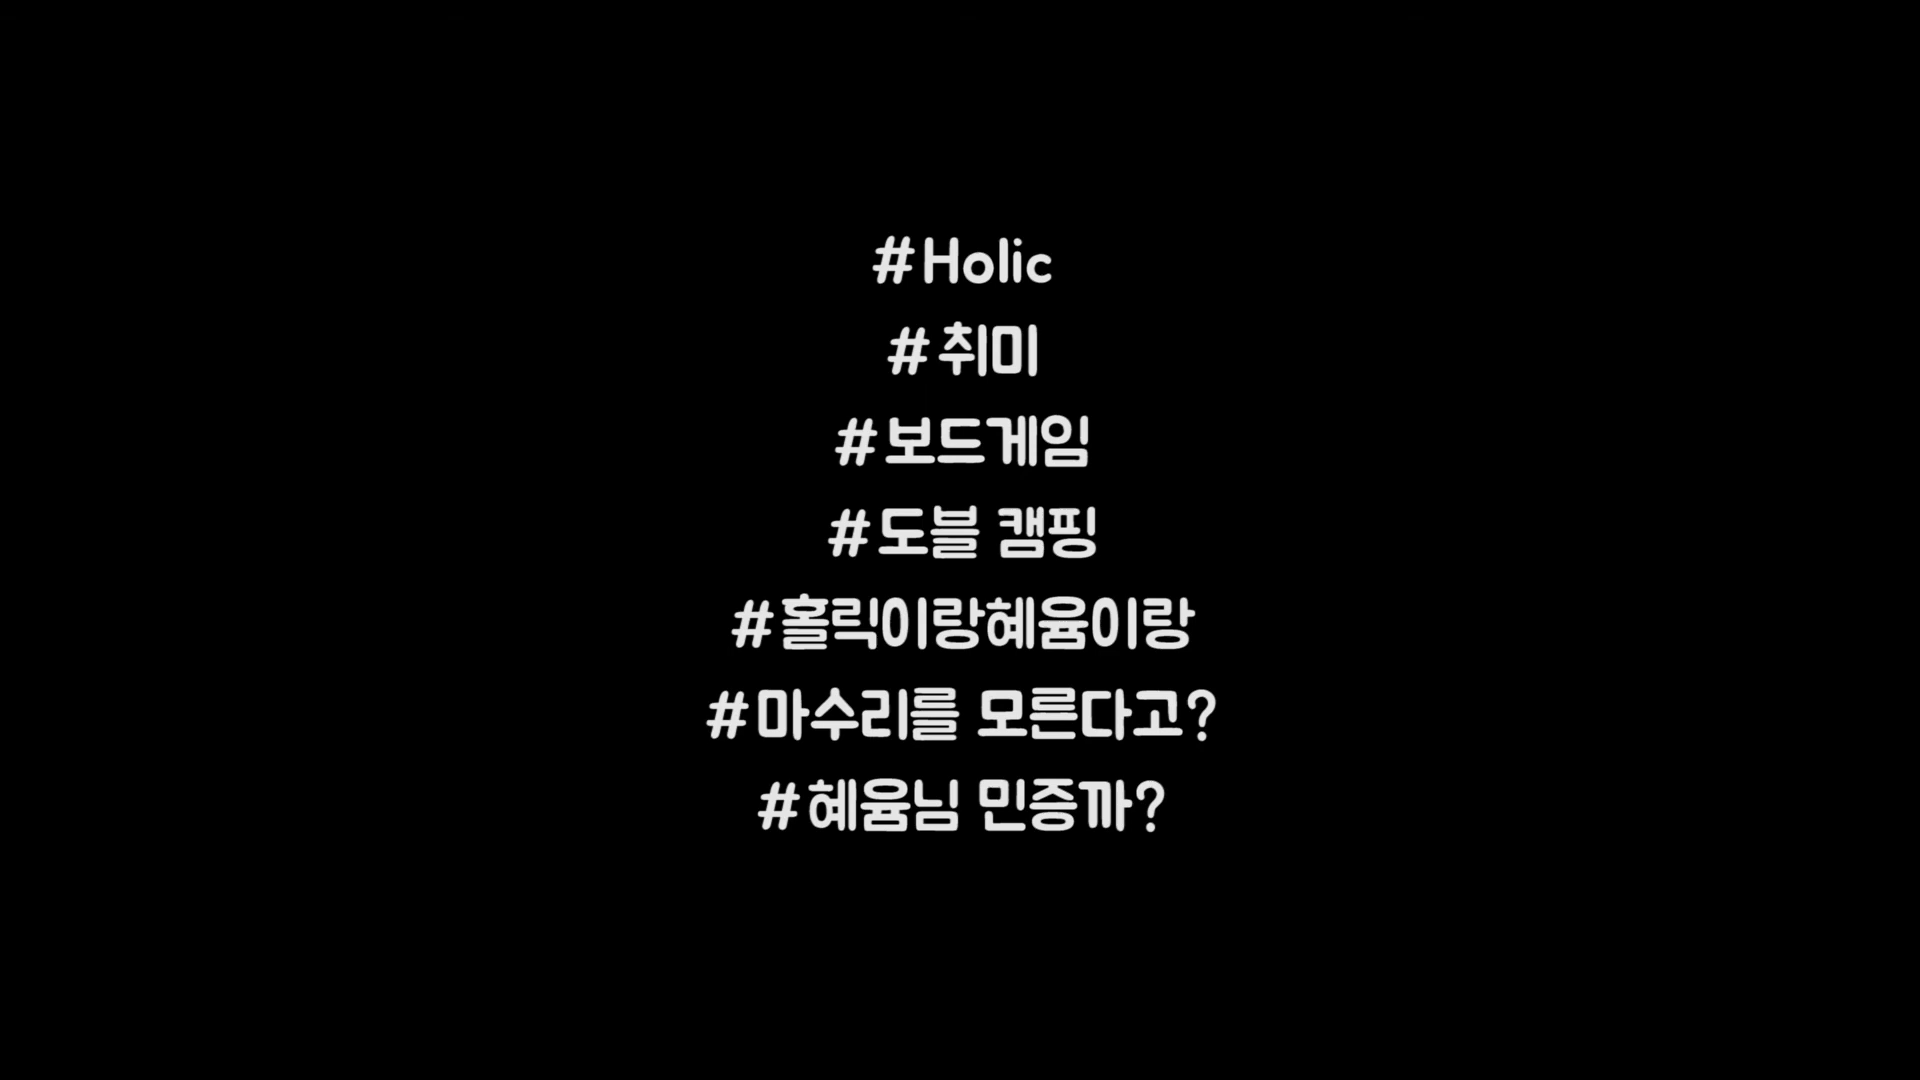 #Holic
#취미
#보드게임
#도블 캠핑
#홀릭이랑혜윰이랑
#마수리를 모른다고?
#혜윰님 민증까?